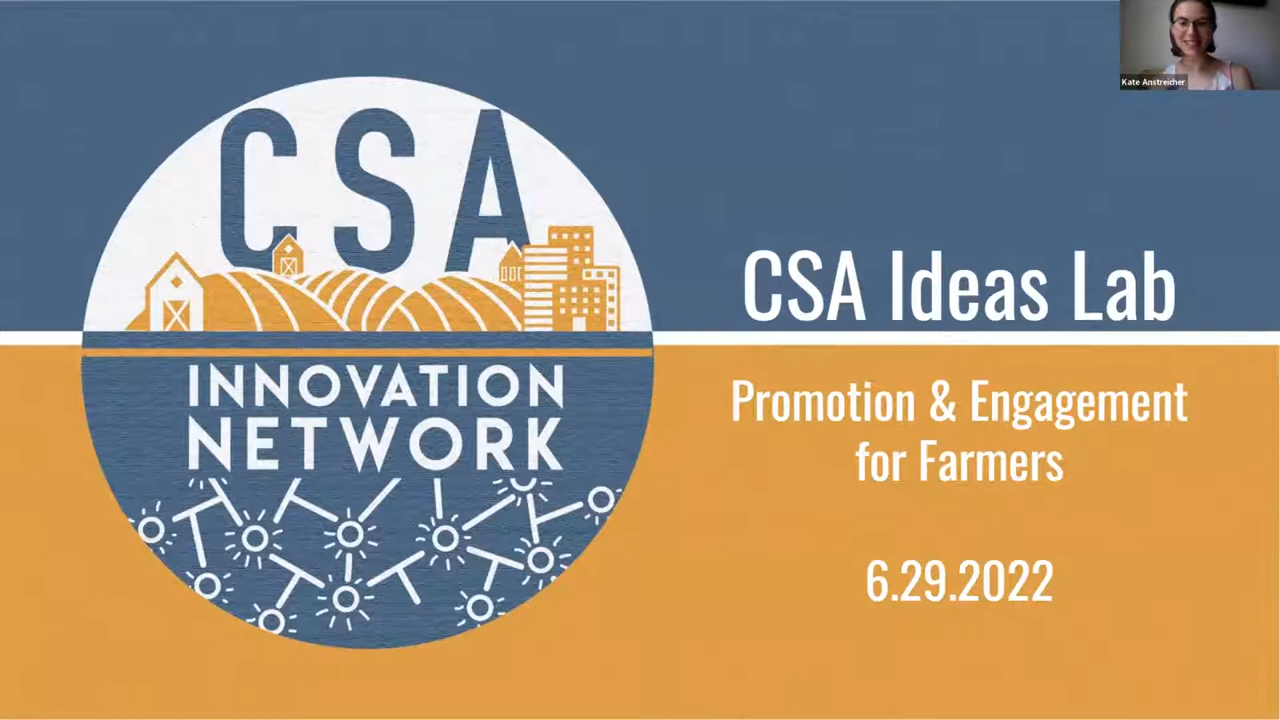 CSA
INNOVATION
NETWORK
CSA Ideas Lab
Promotion & Engagement
for Farmers
6.29.2022
Kate Anstreicher